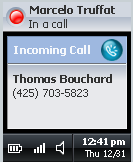 Marcelo Truffat
In a call
Incoming Call
Thomas Bouchard
(425) 703-5823
12:41 pm
Thu 12/31